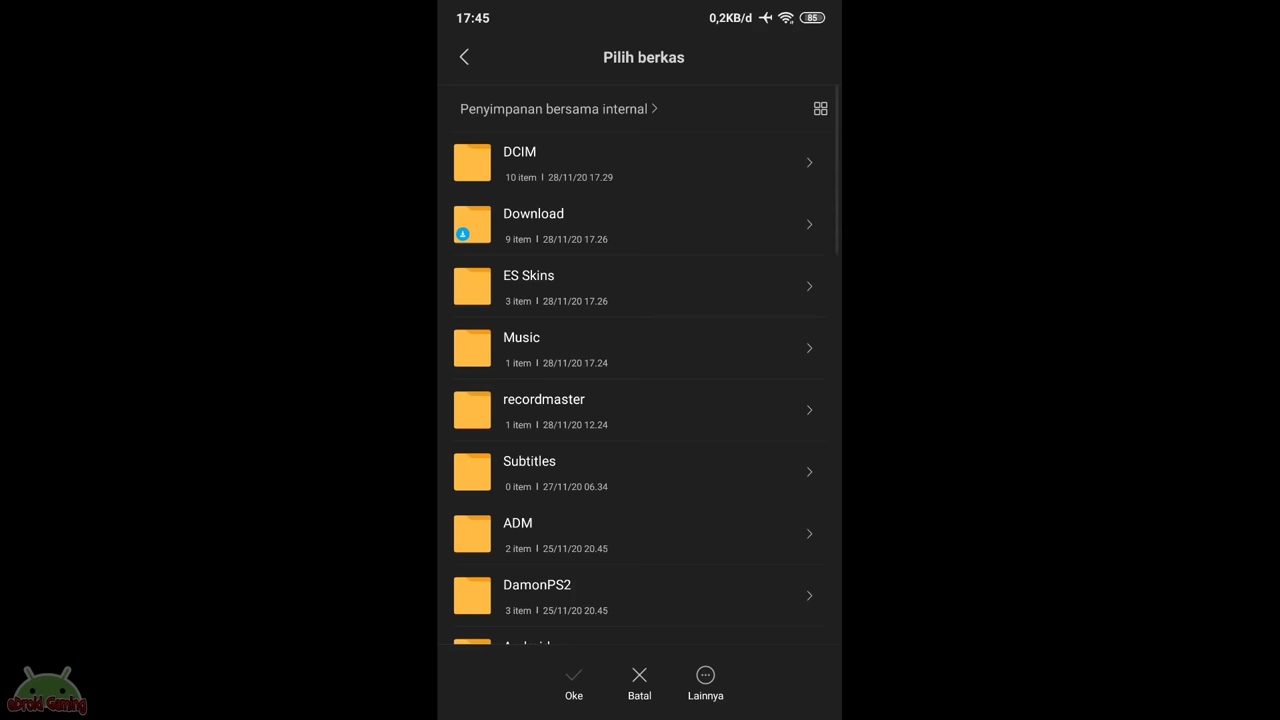 17:45
0,2KB/d
85
Pilih berkas
Penyimpanan bersama internal
DCIM
10 item | 28/11/20 17.29
Download
9 item | 28/11/20 17.26
ES Skins
3 item | 28/11/20 17.26
Music
1 item | 28/11/20 17.24
recordmaster
1 item | 28/11/20 12.24
Subtitles
0 item | 27/11/20 06.34
ADM
2 item | 25/11/20 20.45
DamonPS2
3 item | 25/11/20 20.45
Oke
Batal
Lainnya
eDroid Gaming